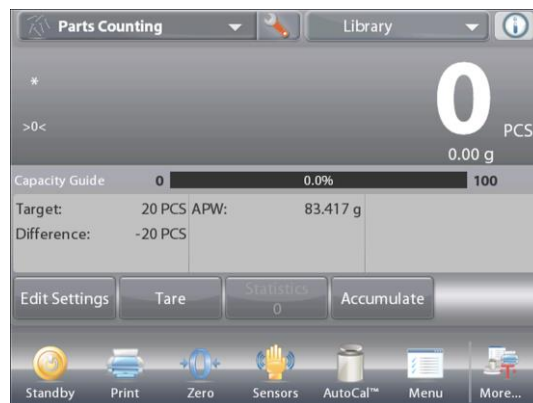 Parts Counting Library
*
0
>0<
PCS
0.00 g
Capacity Guide 0 0.0% 100
Target: 20 PCS APW: 83.417 g
Difference: -20 PCS
Edit Settings Tare Statistics 0 Accumulate
Standby Print Zero Sensors AutoCal™ Menu More...